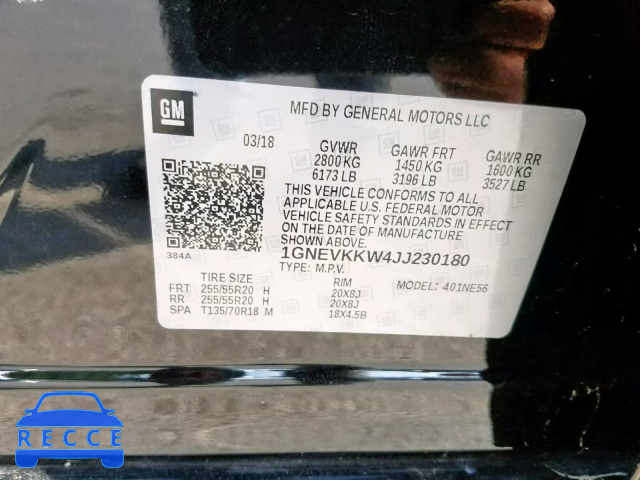 GM
MFD BY GENERAL MOTORS LLC
03/18 GVWR GAWR FRT GAWR RR
2800 KG 1450 KG 1600 KG
6173 LB 3196 LB 3527 LB
THIS VEHICLE CONFORMS TO ALL
APPLICABLE U.S. FEDERAL MOTOR
VEHICLE SAFETY STANDARDS IN EFFECT
ON THE DATE OF MANUFACTURE
SHOWN ABOVE.
384A
1GNEVKKW4JJ230180
TYPE: M.P.V.
TIRE SIZE RIM MODEL: 401NE56
FRT 255/55R20 H 20X8J
RR 255/55R20 H 20X8J
SPA T135/70R18 M 18X4.5B
RECCE